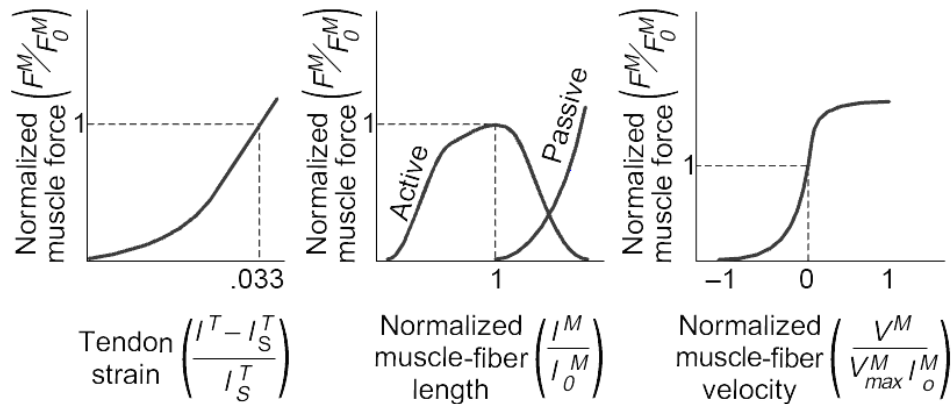 Normalized
muscle force (F^M/F_0^M)
1
.033
Tendon
strain
(l^T – l_S^T / l_S^T)
Normalized
muscle force (F^M/F_0^M)
1
Active
Passive
1
Normalized
muscle-fiber
length
(l^M / l_0^M)
Normalized
muscle force (F^M/F_0^M)
1
–1 0 1
Normalized
muscle-fiber
velocity
(V^M / V_max^M l_o^M)